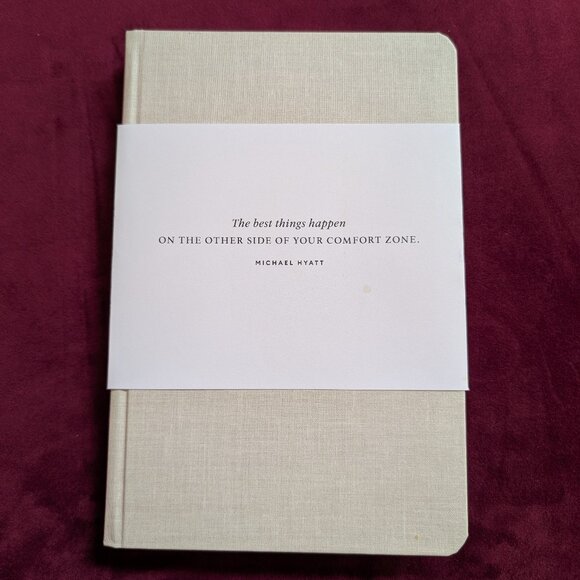 The best things happen
ON THE OTHER SIDE OF YOUR COMFORT ZONE.
MICHAEL HYATT